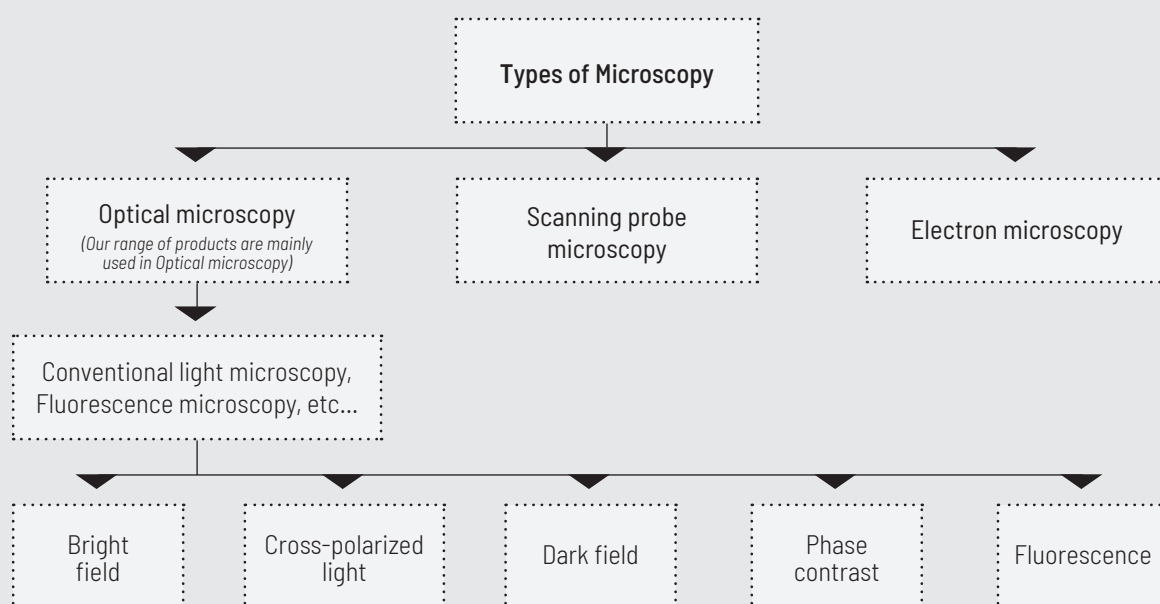 Types of Microscopy
Optical microscopy
(Our range of products are mainly
used in Optical microscopy)
Scanning probe
microscopy
Electron microscopy
Conventional light microscopy,
Fluorescence microscopy, etc...
Bright
field
Cross-polarized
light
Dark field
Phase
contrast
Fluorescence